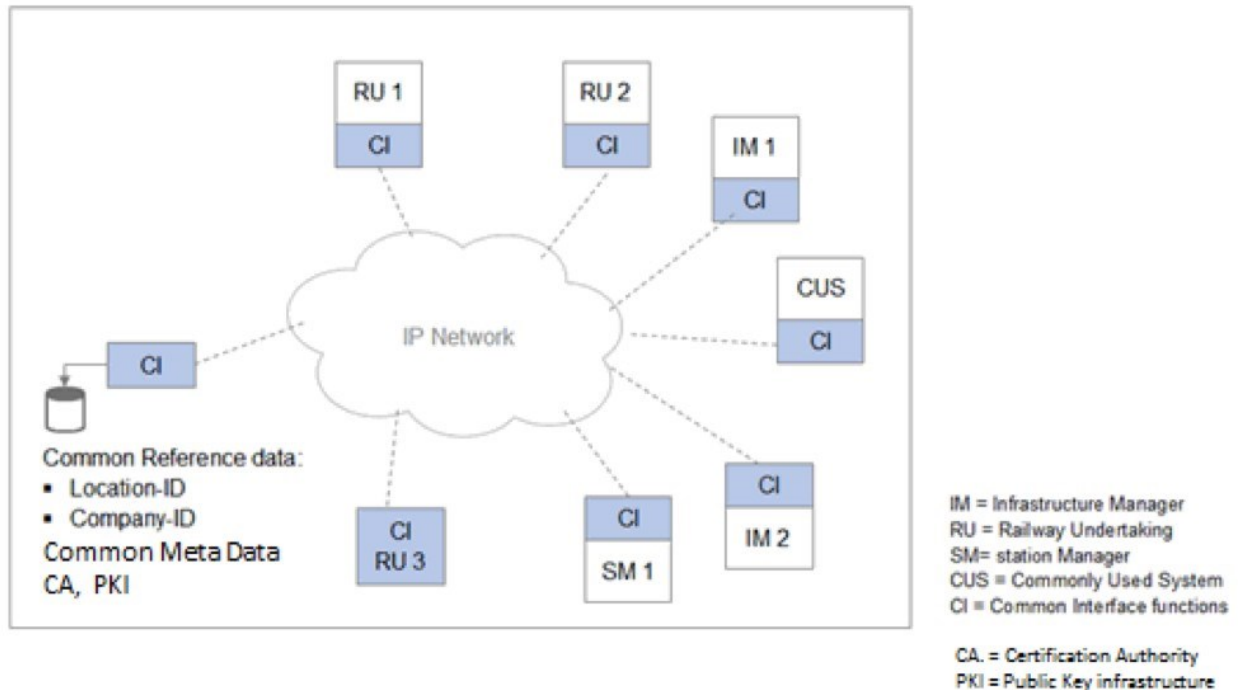 RU 1
CI
RU 2
CI
IM 1
CI
CUS
CI
IP Network
CI
Common Reference data:
▪ Location-ID
▪ Company-ID
Common Meta Data
CA, PKI
CI
RU 3
CI
SM 1
CI
IM 2
IM = Infrastructure Manager
RU = Railway Undertaking
SM= station Manager
CUS = Commonly Used System
CI = Common Interface functions
CA. = Certification Authority
PKI = Public Key infrastructure